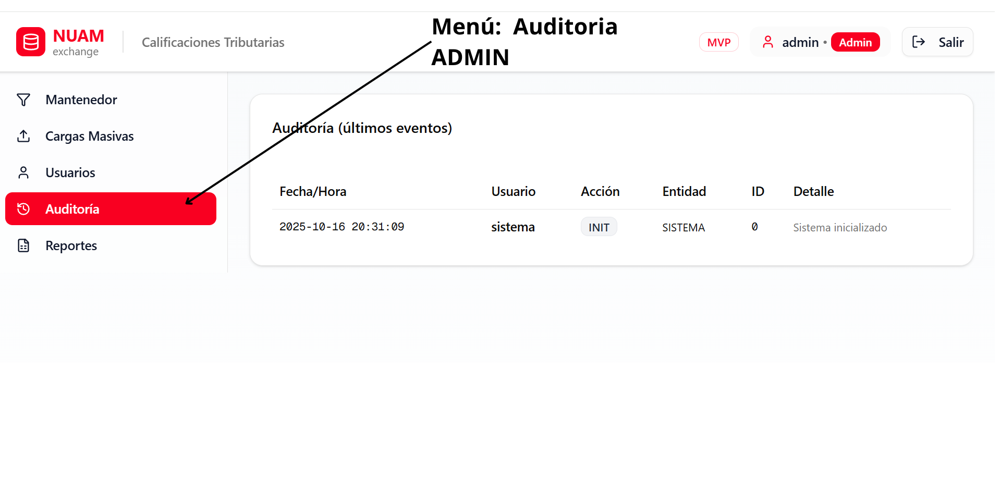 Menú: Auditoria
ADMIN
NUAM
exchange
Calificaciones Tributarias
MVP
admin • Admin
Salir
Mantenedor
Cargas Masivas
Usuarios
Auditoría
Reportes
Auditoría (últimos eventos)
Fecha/Hora Usuario Acción Entidad ID Detalle
2025-10-16 20:31:09 sistema INIT SISTEMA 0 Sistema inicializado